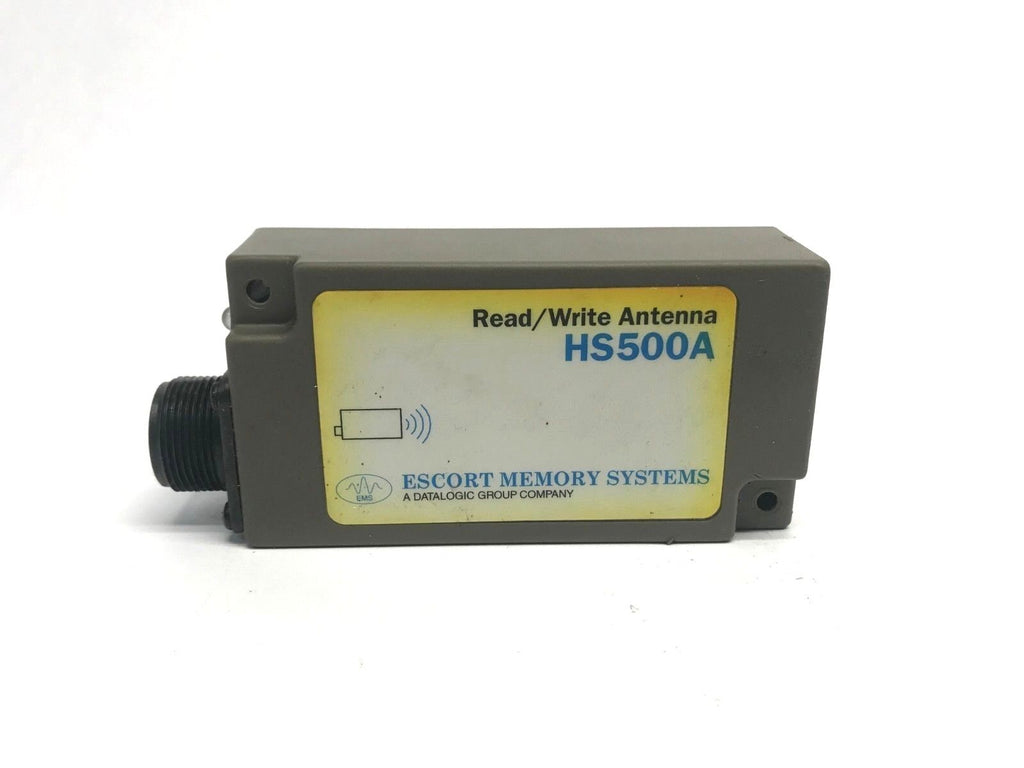 Read/Write Antenna
HS500A
ESCORT MEMORY SYSTEMS
A DATALOGIC GROUP COMPANY
EMS